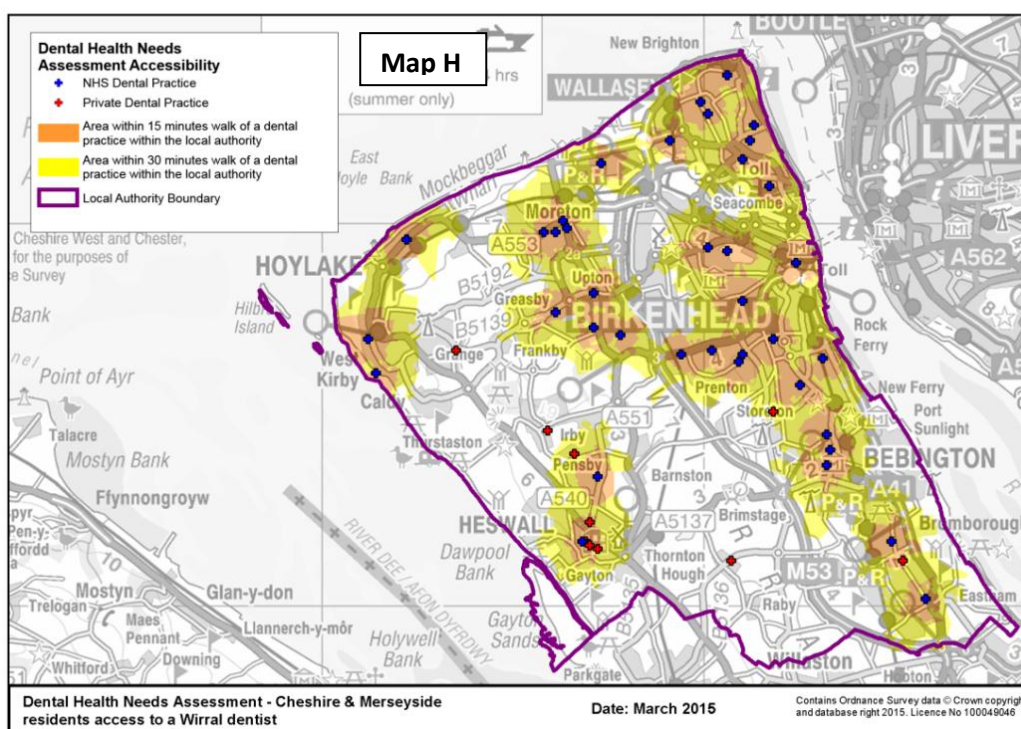 Dental Health Needs
Assessment Accessibility
NHS Dental Practice
Private Dental Practice
Area within 15 minutes walk of a dental
practice within the local authority
Area within 30 minutes walk of a dental
practice within the local authority
Local Authority Boundary
Map H
hrs
(summer only)
New Brighton
BOOTLE
WALLASEY
LIVER
East
Hoyle Bank
Mockbeggar
Wharf
P&R
Toll
Seacombe
Moreton
A553
Cheshire West and Chester,
for the purposes of
e Survey
HOYLAKE
B5192
Upton
Toll
A562
Hilbre
Island
Bank
Greasby
B5139
BIRKENHEAD
Rock
Ferry
Grange
Frankby
West
Kirby
Caldy
Prenton
New Ferry
Point of Ayr
Storeton
Port
Sunlight
A551
Talacre
Mostyn Bank
Thurstaston
Irby
Pensby
Barnston
BEBINGTON
Ffynnongroyw
A540
P&R
A41
HESWALL
A5137
Brimstage
Bromborough
Dawpool
Bank
RIVER DEE / AFON DYFRDWY
Thornton
Hough
M53
P&R
Gayton
Eastham
Mostyn
Glan-y-don
Raby
Trelogan
Maes
Pennant
Llannerch-y-môr
Gayton
Sands
Holywell
Bank
Willaston
Whitford
Downing
Parkgate
Hooton
Dental Health Needs Assessment - Cheshire & Merseyside
residents access to a Wirral dentist
Date: March 2015
Contains Ordnance Survey data © Crown copyright
and database right 2015. Licence No 100049046